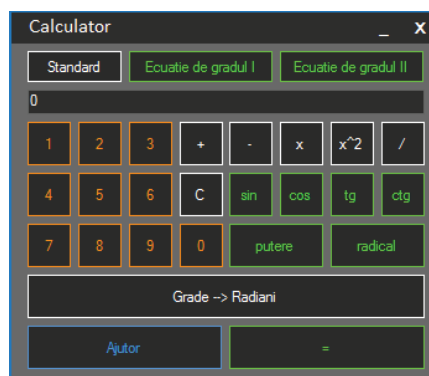 Calculator _ X
Standard Ecuatie de gradul I Ecuatie de gradul II
0
1 2 3 + - x x^2 /
4 5 6 C sin cos tg ctg
7 8 9 0 putere radical
Grade --> Radiani
Ajutor =